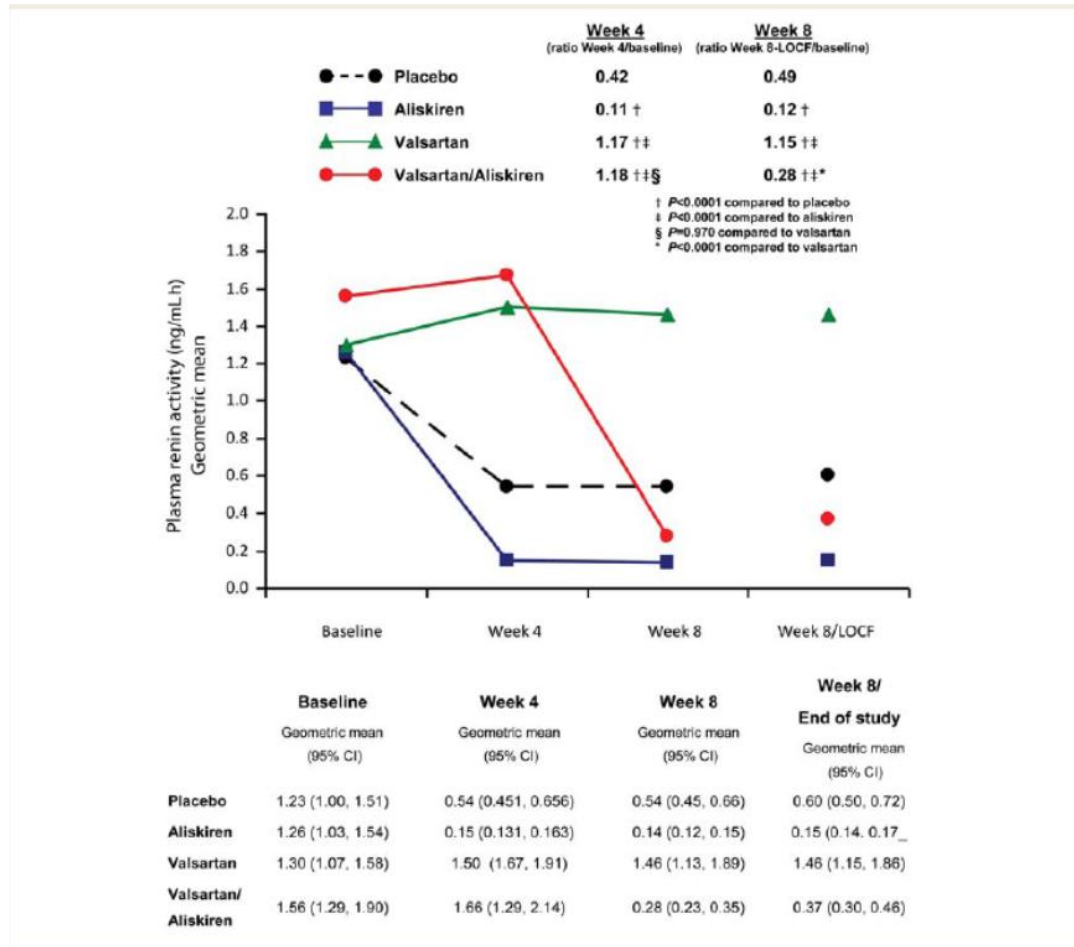 Week 4 Week 8
(ratio Week 4/baseline) (ratio Week 8-LOCF/baseline)
Placebo 0.42 0.49
Aliskiren 0.11 † 0.12 †
Valsartan 1.17 †‡ 1.15 †‡
Valsartan/Aliskiren 1.18 †‡§ 0.28 †‡*
† P<0.0001 compared to placebo
‡ P<0.0001 compared to aliskiren
§ P=0.970 compared to valsartan
* P<0.0001 compared to valsartan
Plasma renin activity (ng/mL h)
Geometric mean
2.0
1.8
1.6
1.4
1.2
1.0
0.8
0.6
0.4
0.2
0.0
Baseline Week 4 Week 8 Week 8/LOCF
Week 8/
Baseline Week 4 Week 8
End of study
Geometric mean Geometric mean Geometric mean
(95% CI) (95% CI) (95% CI)
Geometric mean
(95% CI)
Placebo 1.23 (1.00, 1.51) 0.54 (0.451, 0.656) 0.54 (0.45, 0.66) 0.60 (0.50, 0.72)
Aliskiren 1.26 (1.03, 1.54) 0.15 (0.131, 0.163) 0.14 (0.12, 0.15) 0.15 (0.14. 0.17_
Valsartan 1.30 (1.07, 1.58) 1.50 (1.67, 1.91) 1.46 (1.13, 1.89) 1.46 (1.15, 1.86)
Valsartan/
Aliskiren 1.56 (1.29, 1.90) 1.66 (1.29, 2.14) 0.28 (0.23, 0.35) 0.37 (0.30, 0.46)